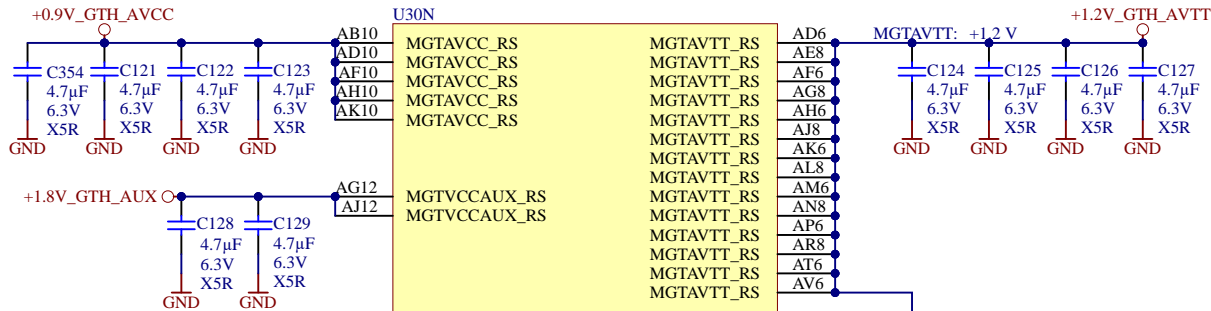 +0.9V_GTH_AVCC
U30N
+1.2V_GTH_AVTT
MGTAVTT: +1.2 V
AB10 MGTAVCC_RS
AD10 MGTAVCC_RS
AF10 MGTAVCC_RS
AH10 MGTAVCC_RS
AK10 MGTAVCC_RS
C354
4.7µF
6.3V
X5R
GND
C121
4.7µF
6.3V
X5R
GND
C122
4.7µF
6.3V
X5R
GND
C123
4.7µF
6.3V
X5R
GND
+1.8V_GTH_AUX
AG12 MGTVCCAUX_RS
AJ12 MGTVCCAUX_RS
C128
4.7µF
6.3V
X5R
GND
C129
4.7µF
6.3V
X5R
GND
MGTAVTT_RS AD6
MGTAVTT_RS AE8
MGTAVTT_RS AF6
MGTAVTT_RS AG8
MGTAVTT_RS AH6
MGTAVTT_RS AJ8
MGTAVTT_RS AK6
MGTAVTT_RS AL8
MGTAVTT_RS AM6
MGTAVTT_RS AN8
MGTAVTT_RS AP6
MGTAVTT_RS AR8
MGTAVTT_RS AT6
MGTAVTT_RS AV6
C124
4.7µF
6.3V
X5R
GND
C125
4.7µF
6.3V
X5R
GND
C126
4.7µF
6.3V
X5R
GND
C127
4.7µF
6.3V
X5R
GND